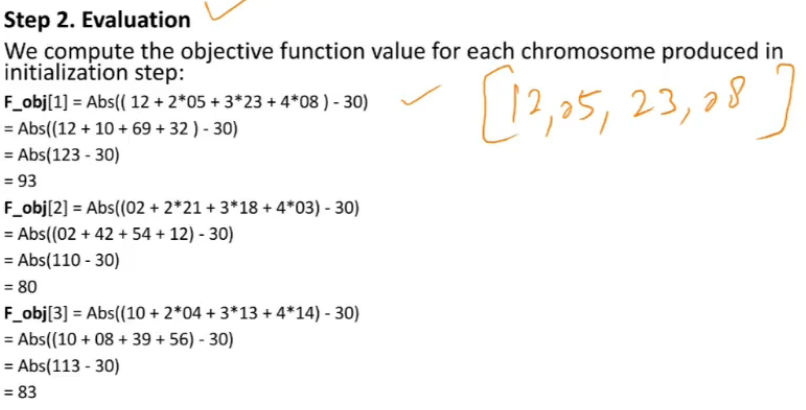 Step 2. Evaluation
We compute the objective function value for each chromosome produced in
initialization step:
F_obj[1] = Abs(( 12 + 2*05 + 3*23 + 4*08 ) - 30)
[12,05, 23,08]
= Abs((12 + 10 + 69 + 32 ) - 30)
= Abs(123 - 30)
= 93
F_obj[2] = Abs((02 + 2*21 + 3*18 + 4*03) - 30)
= Abs((02 + 42 + 54 + 12) - 30)
= Abs(110 - 30)
= 80
F_obj[3] = Abs((10 + 2*04 + 3*13 + 4*14) - 30)
= Abs((10 + 08 + 39 + 56) - 30)
= Abs(113 - 30)
= 83